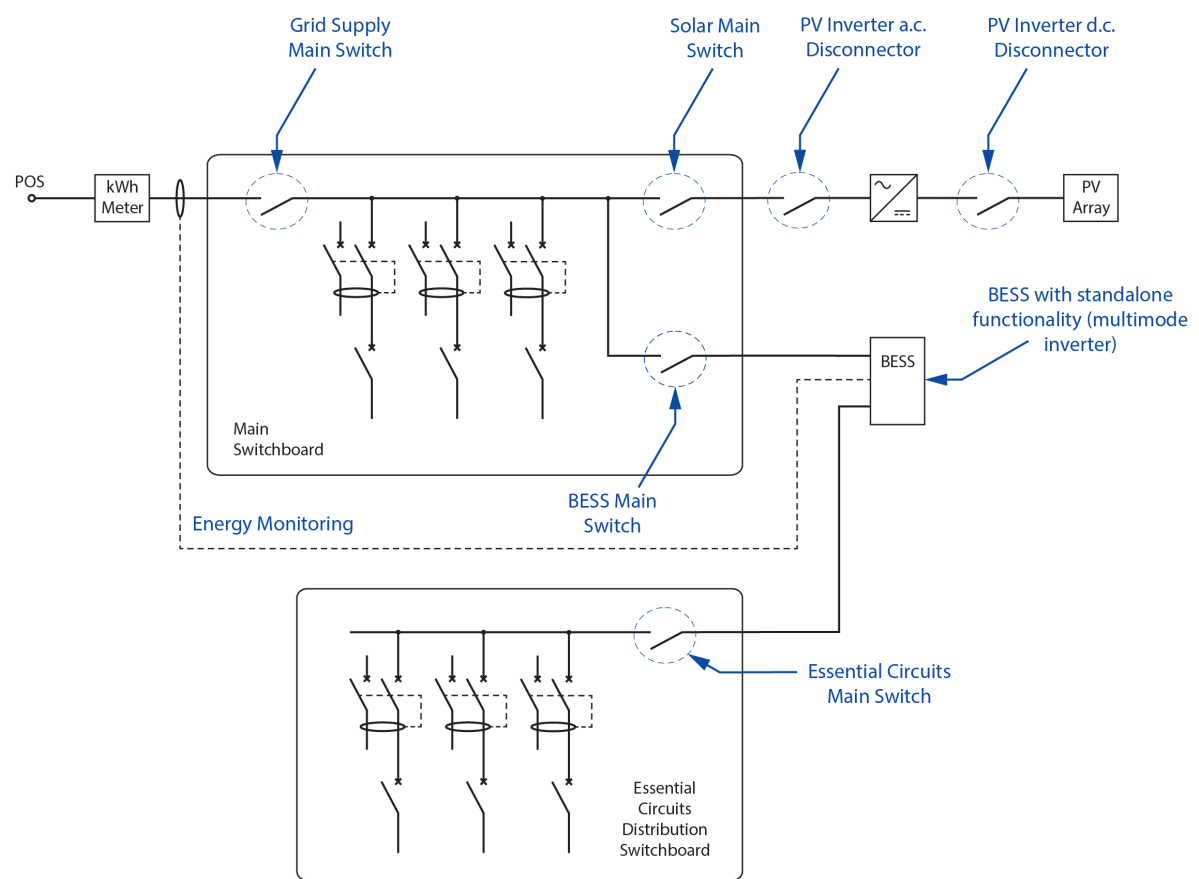 Grid Supply
Main Switch
Solar Main
Switch
PV Inverter a.c.
Disconnector
PV Inverter d.c.
Disconnector
POS
kWh
Meter
PV
Array
BESS with standalone
functionality (multimode
inverter)
BESS
Main
Switchboard
BESS Main
Switch
Energy Monitoring
Essential Circuits
Main Switch
Essential
Circuits
Distribution
Switchboard